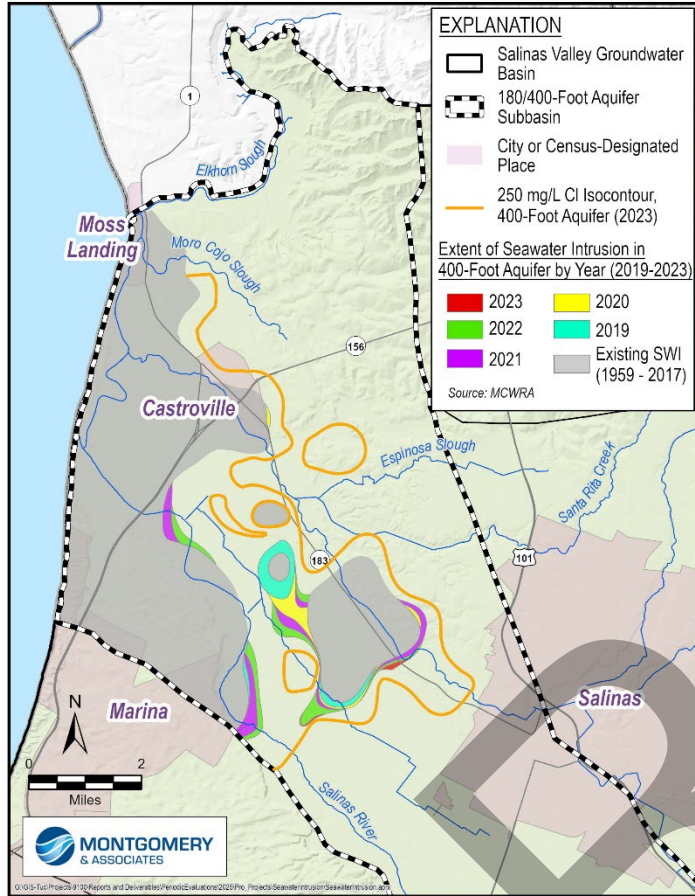 EXPLANATION
Salinas Valley Groundwater
Basin
180/400-Foot Aquifer
Subbasin
City or Census-Designated
Place
250 mg/L Cl Isocontour,
400-Foot Aquifer (2023)
Extent of Seawater Intrusion in
400-Foot Aquifer by Year (2019-2023)
2023
2020
2022
2019
2021
Existing SWI
(1959 - 2017)
Source: MCWRA
1
Elkhorn Slough
Moss
Landing
Moro Cojo Slough
156
Castroville
Espinosa Slough
Santa Rita Creek
101
183
Salinas
Marina
N
0
2
Miles
Salinas River
MONTGOMERY
& ASSOCIATES